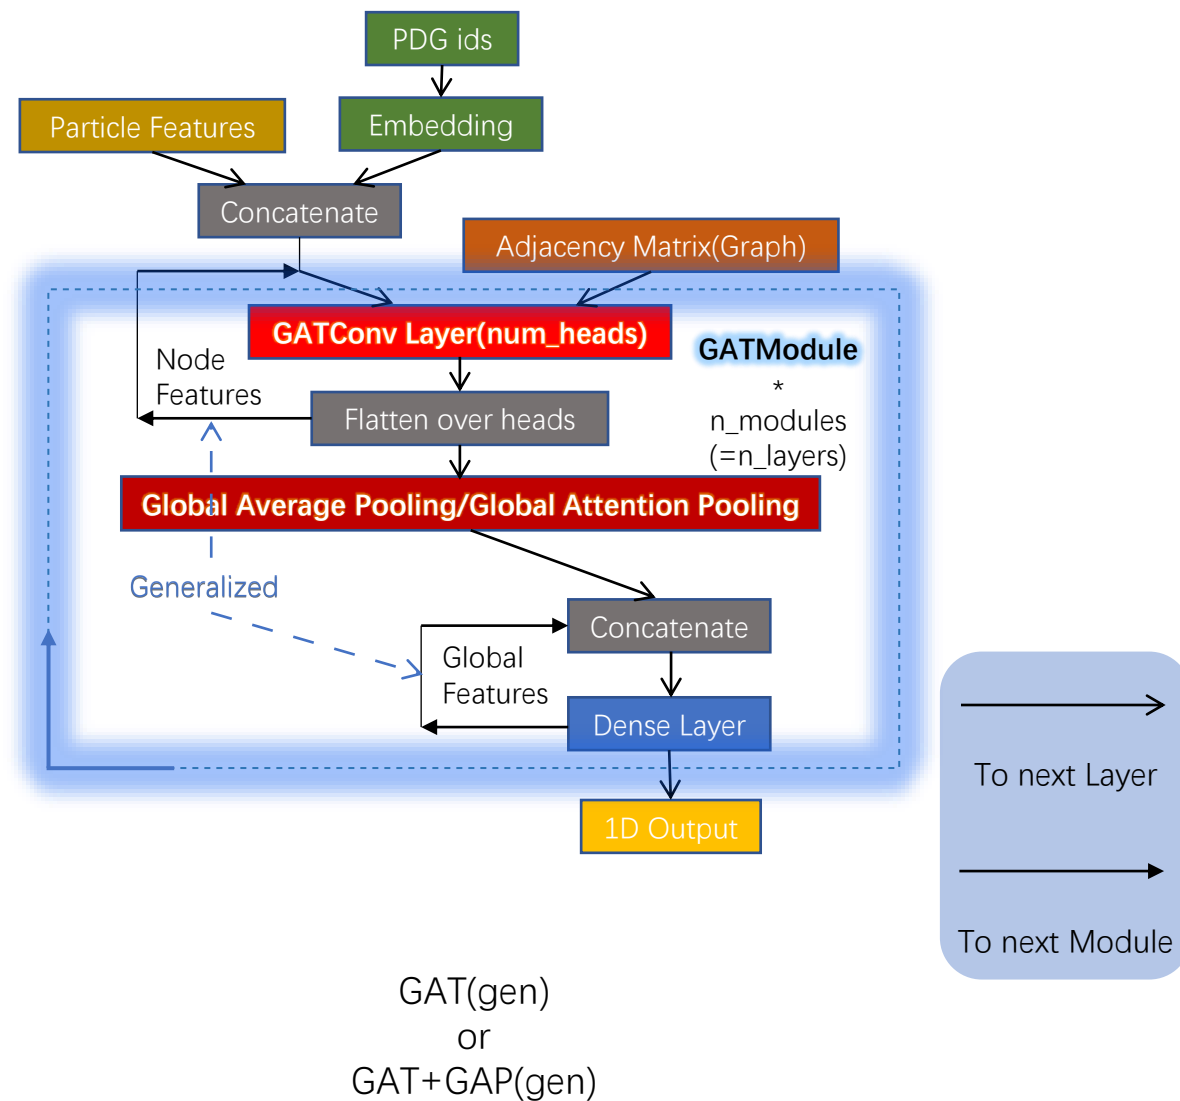 PDG ids
Particle Features
Embedding
Concatenate
Adjacency Matrix(Graph)
GATConv Layer(num_heads)
GATModule
*
n_modules
(=n_layers)
Node
Features
Flatten over heads
Global Average Pooling/Global Attention Pooling
Generalized
Concatenate
Global
Features
Dense Layer
1D Output
To next Layer
To next Module
GAT(gen)
or
GAT+GAP(gen)